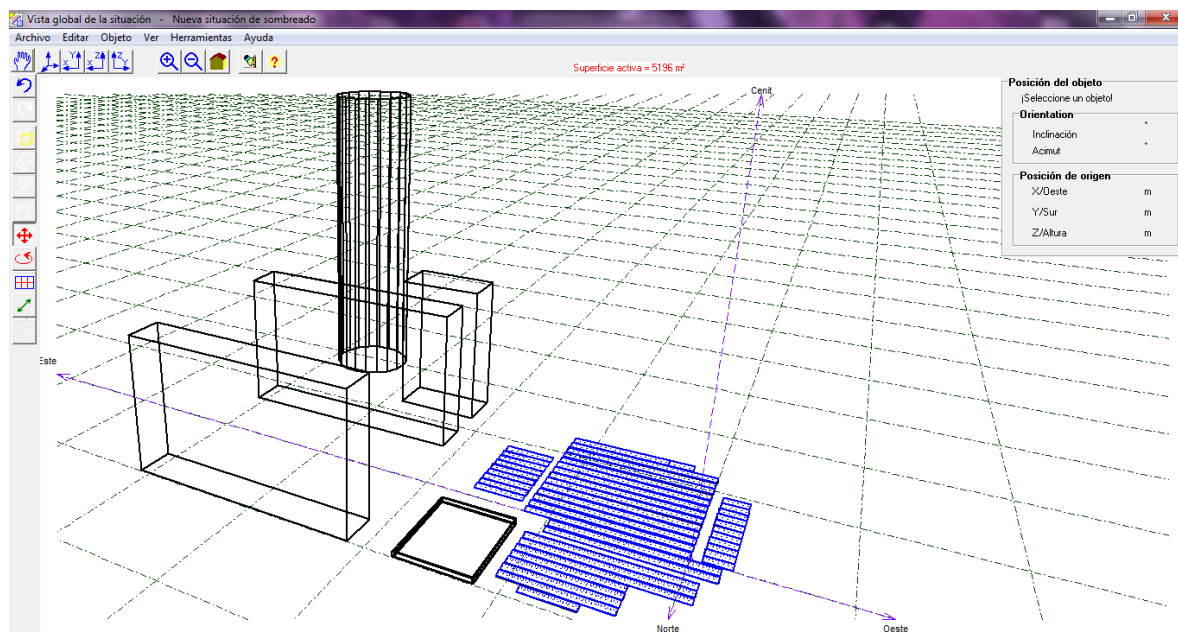 Vista global de la situación - Nueva situación de sombreado
Archivo Editar Objeto Ver Herramientas Ayuda
Superficie activa = 5196 m²
Cenit
Posición del objeto
¡Seleccione un objeto!
Orientation
Inclinación °
Acimut °
Posición de origen
X/Oeste m
Y/Sur m
Z/Altura m
Este
Norte
Oeste